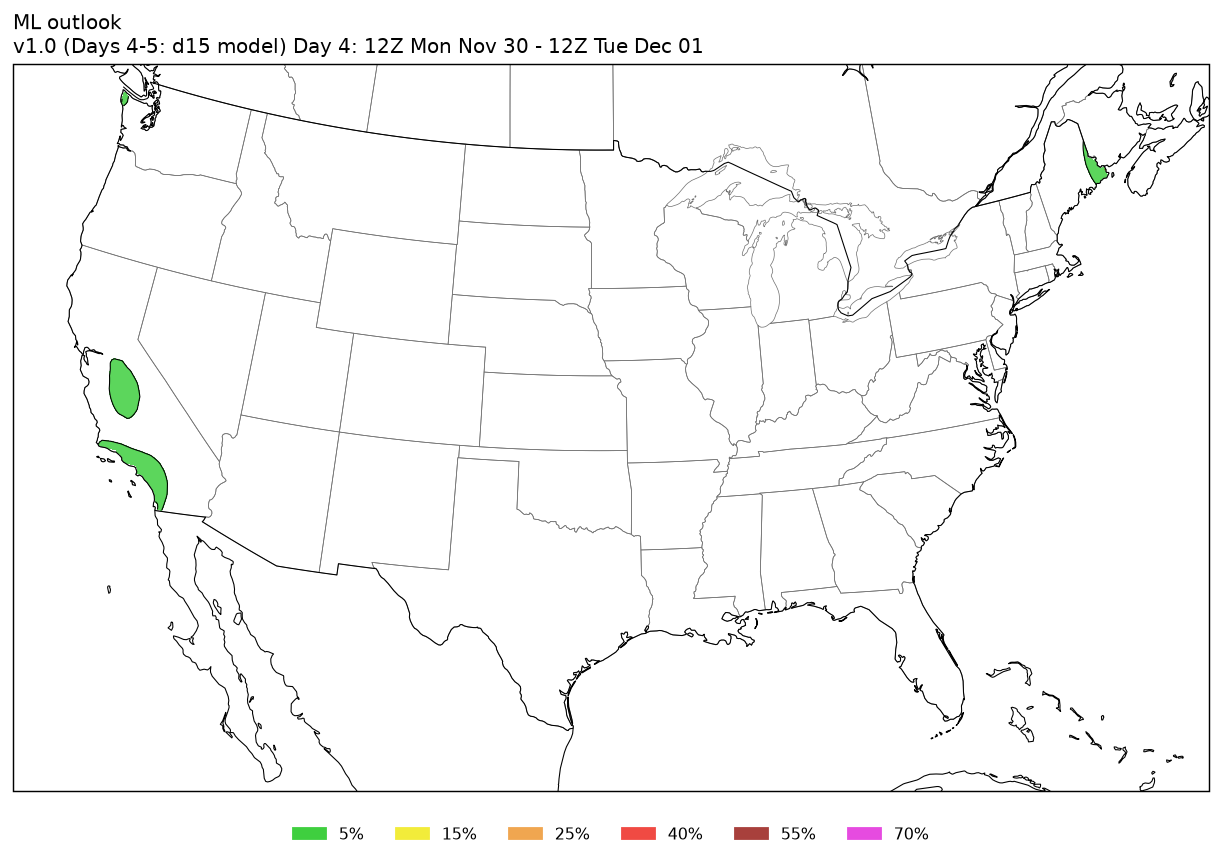 ML outlook
v1.0 (Days 4-5: d15 model) Day 4: 12Z Mon Nov 30 - 12Z Tue Dec 01
5% 15% 25% 40% 55% 70%